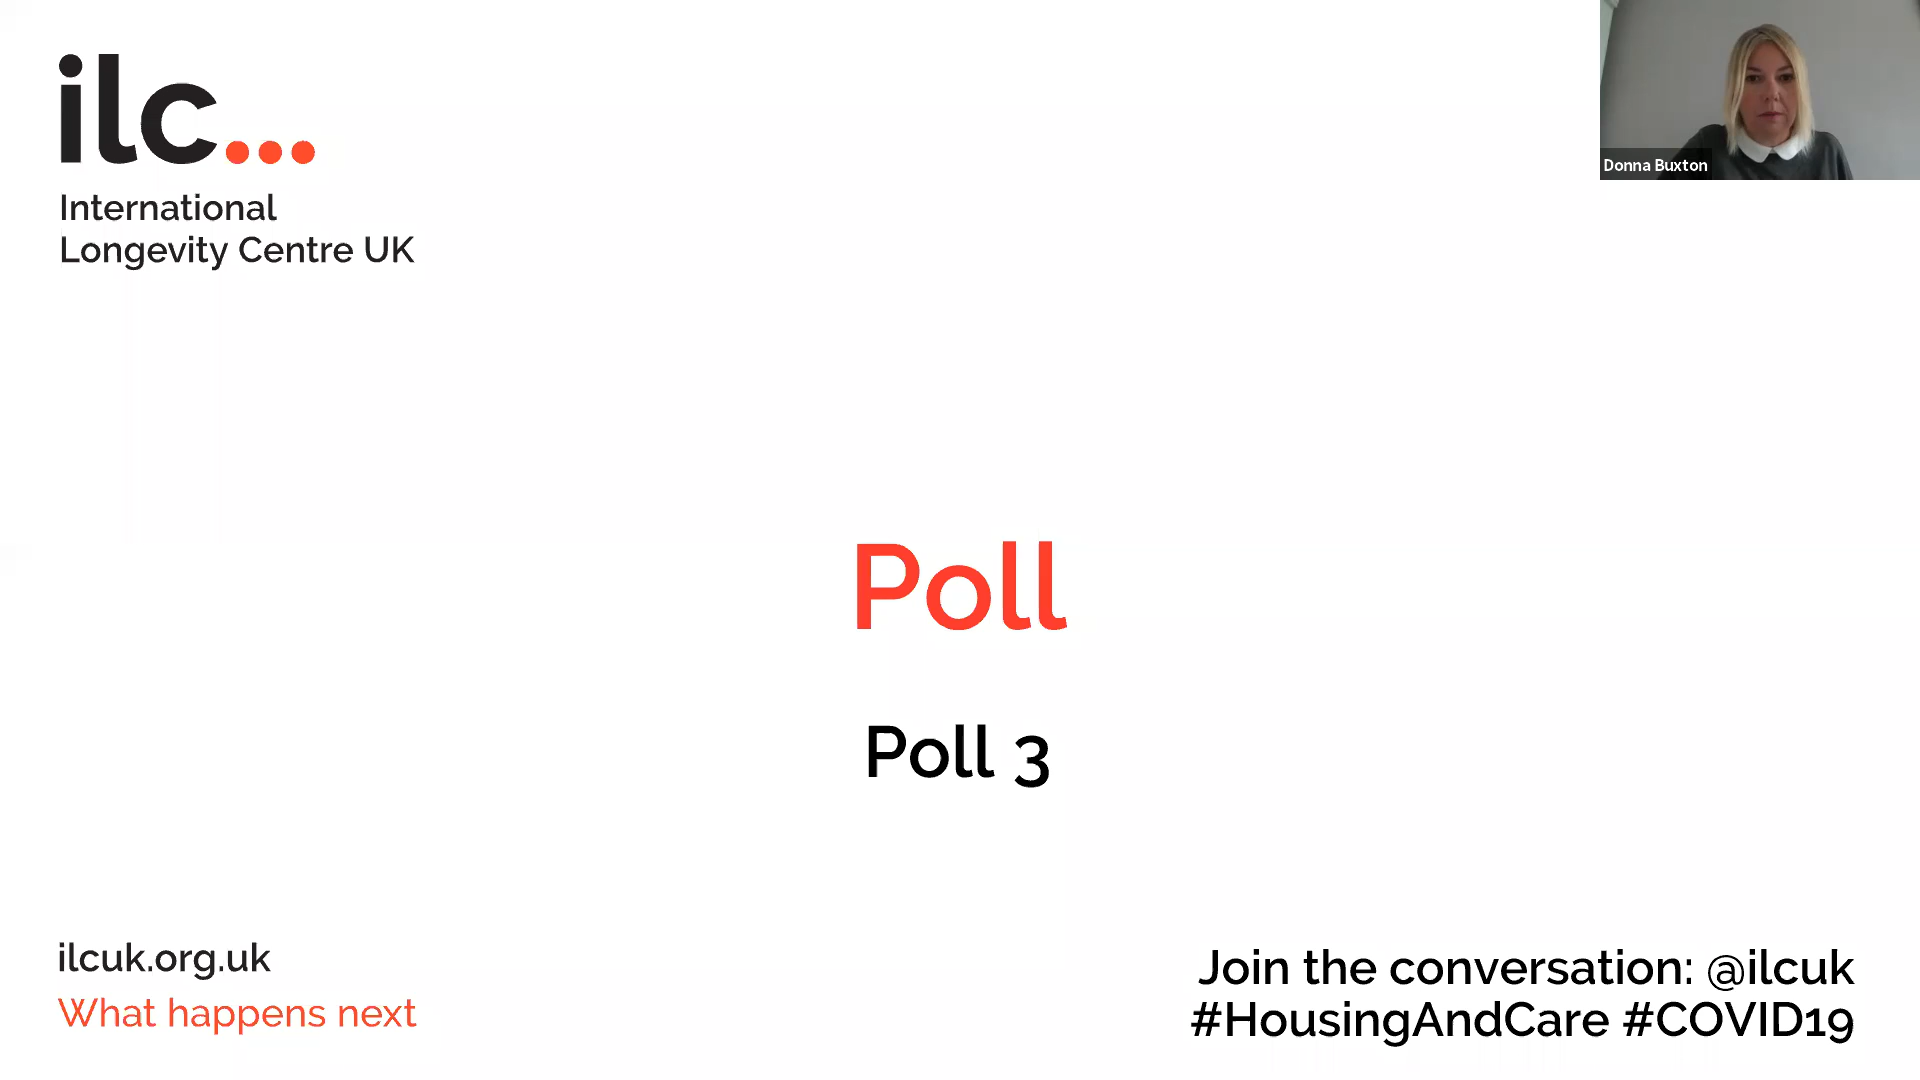 ilc...
International
Longevity Centre UK
Donna Buxton
Poll
Poll 3
ilcuk.org.uk
What happens next
Join the conversation: @ilcuk
#HousingAndCare #COVID19